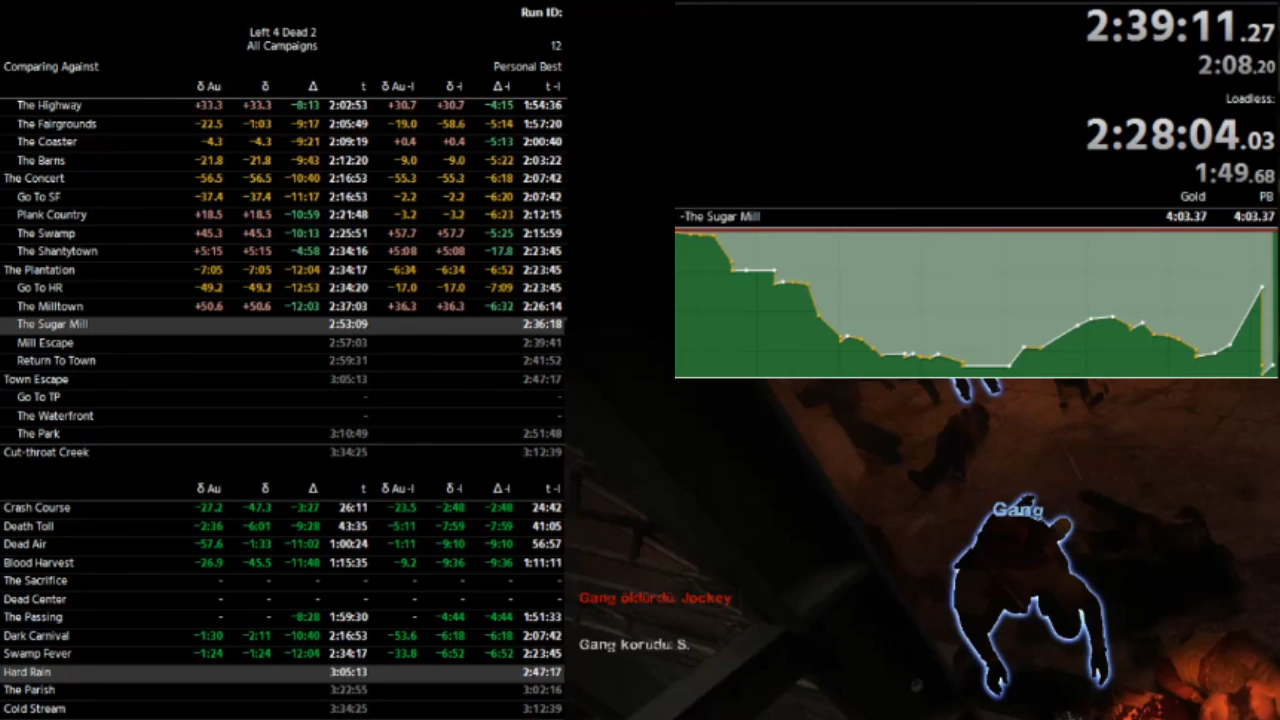 Run ID:
Left 4 Dead 2
All Campaigns
12
Comparing Against Personal Best
δ Au δ Δ t δ Au -l δ -l Δ -l t -l
The Highway +33.3 +33.3 −8:13 2:02:53 +30.7 +30.7 −4:15 1:54:36
The Fairgrounds −22.5 −1:03 −9:17 2:05:49 −19.0 −58.6 −5:14 1:57:20
The Coaster −4.3 −4.3 −9:21 2:09:19 +0.4 +0.4 −5:13 2:00:40
The Barns −21.8 −21.8 −9:43 2:12:20 −9.0 −9.0 −5:22 2:03:22
The Concert −56.5 −56.5 −10:40 2:16:53 −55.3 −55.3 −6:18 2:07:42
Go To SF −37.4 −37.4 −11:17 2:16:53 −2.2 −2.2 −6:20 2:07:42
Plank Country +18.5 +18.5 −10:59 2:21:48 −3.2 −3.2 −6:23 2:12:15
The Swamp +45.3 +45.3 −10:13 2:25:51 +57.7 +57.7 −5:25 2:15:59
The Shantytown +5:15 +5:15 −4:58 2:34:16 +5:08 +5:08 −17.8 2:23:45
The Plantation −7:05 −7:05 −12:04 2:34:17 −6:34 −6:34 −6:52 2:23:45
Go To HR −49.2 −49.2 −12:53 2:34:20 −17.0 −17.0 −7:09 2:23:45
The Milltown +50.6 +50.6 −12:03 2:37:03 +36.3 +36.3 −6:32 2:26:14
The Sugar Mill 2:53:09 2:36:18
Mill Escape 2:57:03 2:39:41
Return To Town 2:59:31 2:41:52
Town Escape 3:05:13 2:47:17
Go To TP - -
The Waterfront - -
The Park 3:10:49 2:51:48
Cut-throat Creek 3:34:25 3:12:39
δ Au δ Δ t δ Au -l δ -l Δ -l t -l
Crash Course −27.2 −47.3 −3:27 26:11 −23.5 −2:48 −2:48 24:42
Death Toll −2:36 −6:01 −9:28 43:35 −5:11 −7:59 −7:59 41:05
Dead Air −57.6 −1:33 −11:02 1:00:24 −1:11 −9:10 −9:10 56:57
Blood Harvest −26.9 −45.5 −11:48 1:15:35 −9.2 −9:36 −9:36 1:11:11
The Sacrifice - - - - - - - -
Dead Center - - - - - - - -
The Passing - - −8:28 1:59:30 - −4:44 −4:44 1:51:33
Dark Carnival −1:30 −2:11 −10:40 2:16:53 −53.6 −6:18 −6:18 2:07:42
Swamp Fever −1:24 −1:24 −12:04 2:34:17 −33.8 −6:52 −6:52 2:23:45
Hard Rain 3:05:13 2:47:17
The Parish 3:22:55 3:02:16
Cold Stream 3:34:25 3:12:39
2:39:11.27
2:08.20
Loadless:
2:28:04.03
1:49.68
Gold PB
-The Sugar Mill 4:03.37 4:03.37
Gang
Gang öldürdü: Jockey
Gang korudu: S.